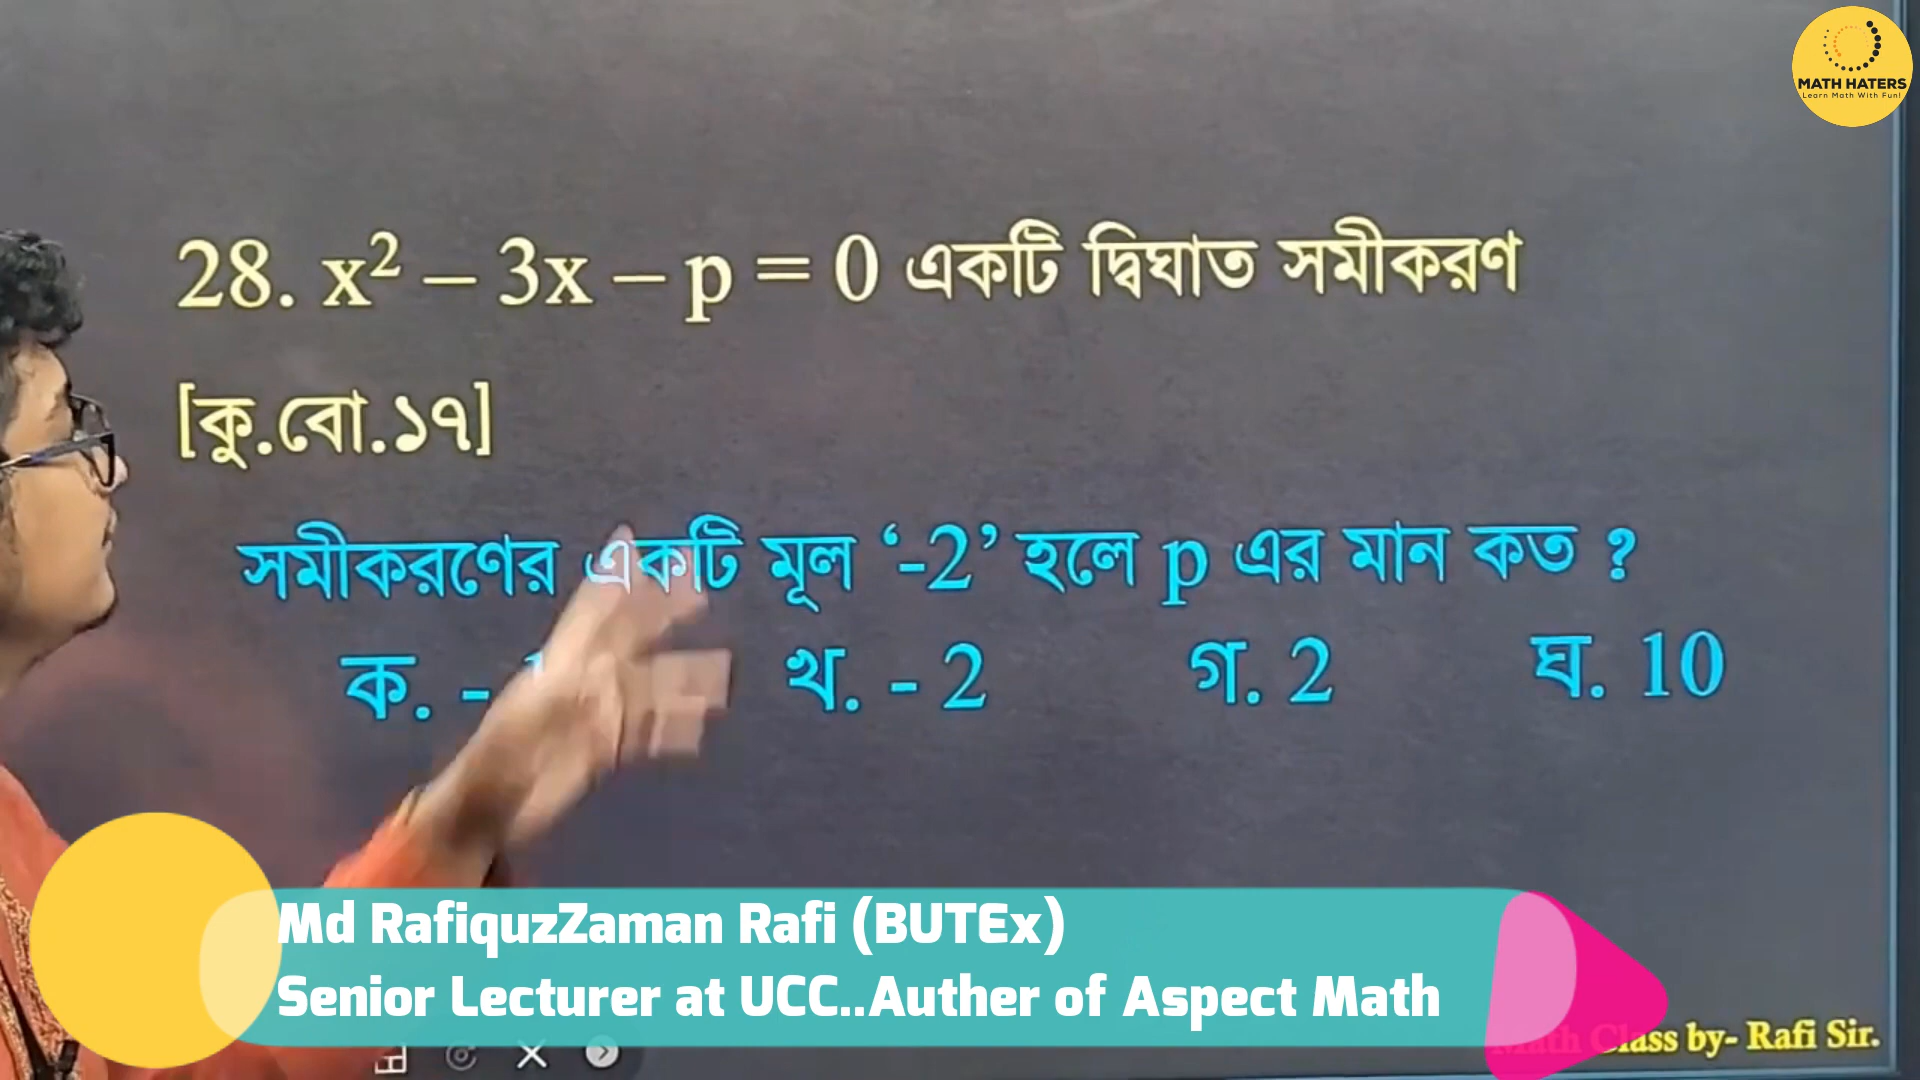 MATH HATERS
Learn Math With Fun!
28. x² – 3x – p = 0 একটি দ্বিঘাত সমীকরণ
[কু.বো.১৭]
সমীকরণের একটি মূল ‘-2’ হলে p এর মান কত ?
ক. - খ. - 2 গ. 2 ঘ. 10
Md RafiquzZaman Rafi (BUTEx)
Senior Lecturer at UCC..Auther of Aspect Math
Math Class by- Rafi Sir.